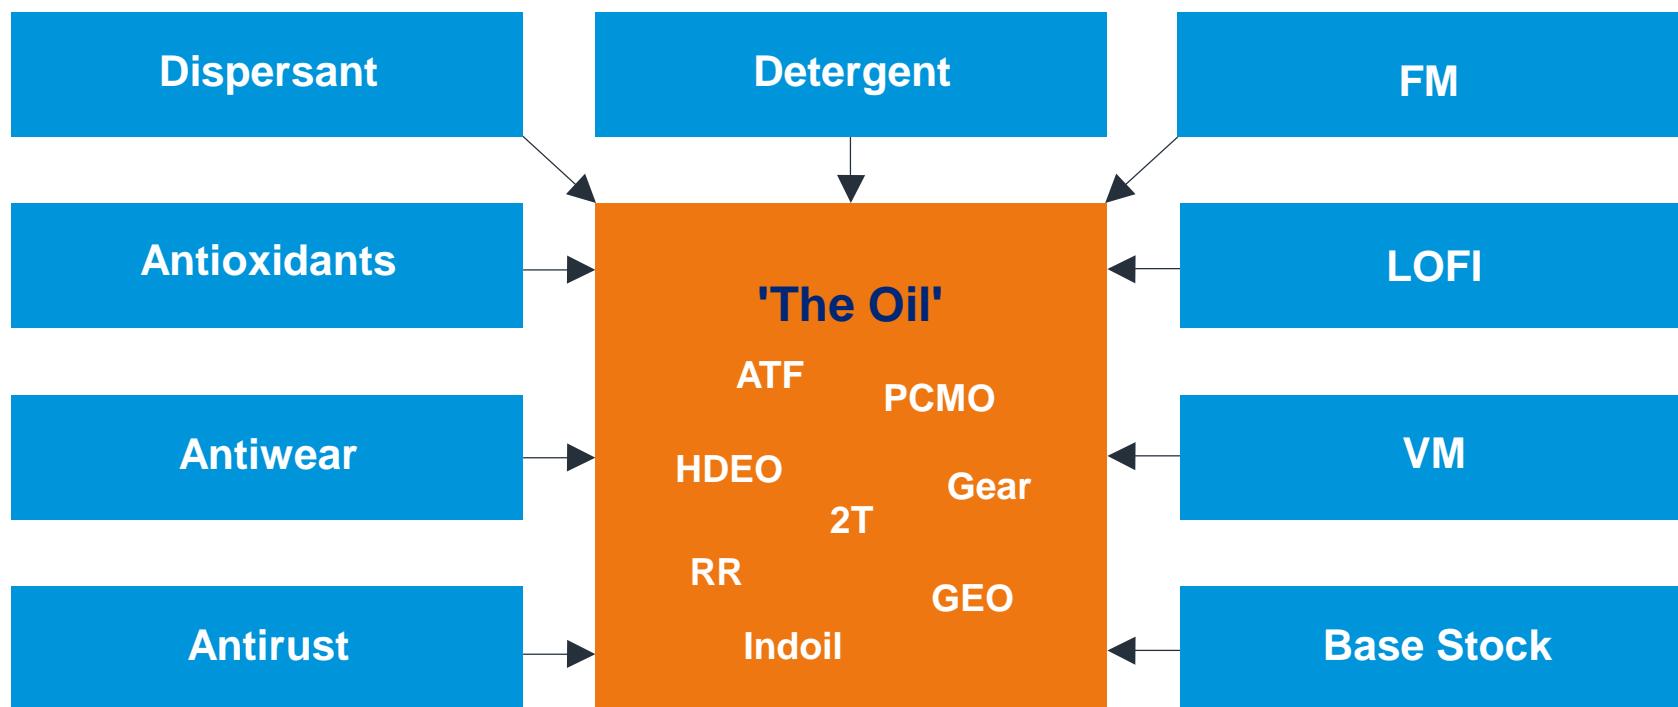 Dispersant
Detergent
FM
Antioxidants
LOFI
'The Oil'
ATF
PCMO
Antiwear
VM
HDEO
Gear
2T
RR
GEO
Antirust
Indoil
Base Stock